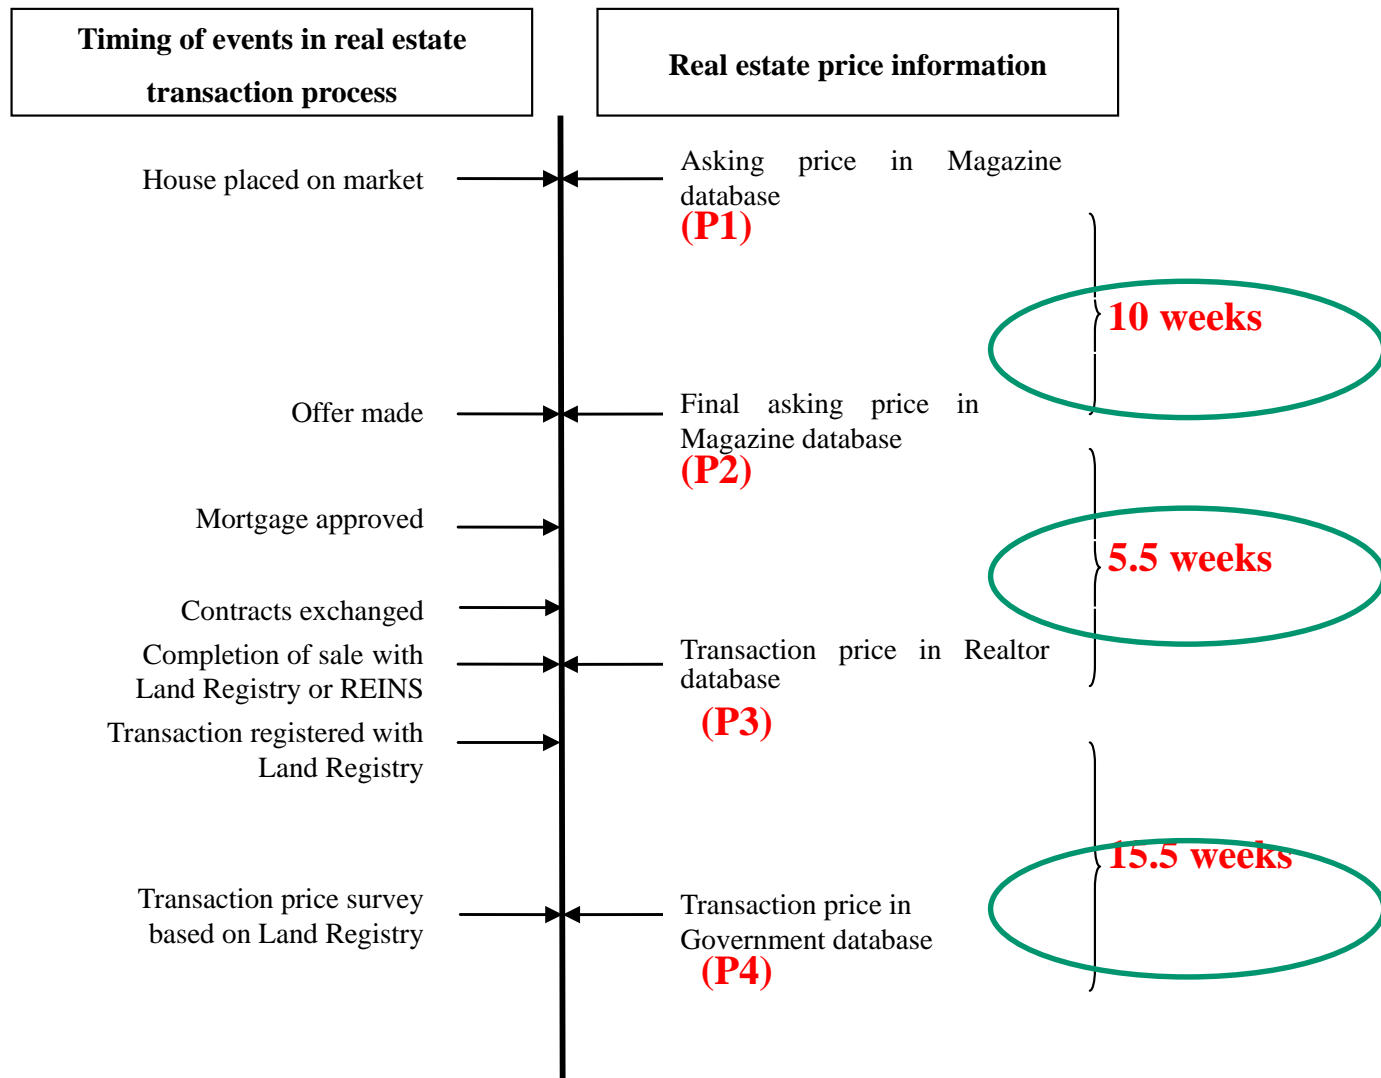 Timing of events in real estate
transaction process
Real estate price information
House placed on market
Asking price in Magazine
database
(P1)
10 weeks
Offer made
Final asking price in
Magazine database
(P2)
Mortgage approved
5.5 weeks
Contracts exchanged
Completion of sale with
Land Registry or REINS
Transaction price in Realtor
database
(P3)
Transaction registered with
Land Registry
15.5 weeks
Transaction price survey
based on Land Registry
Transaction price in
Government database
(P4)